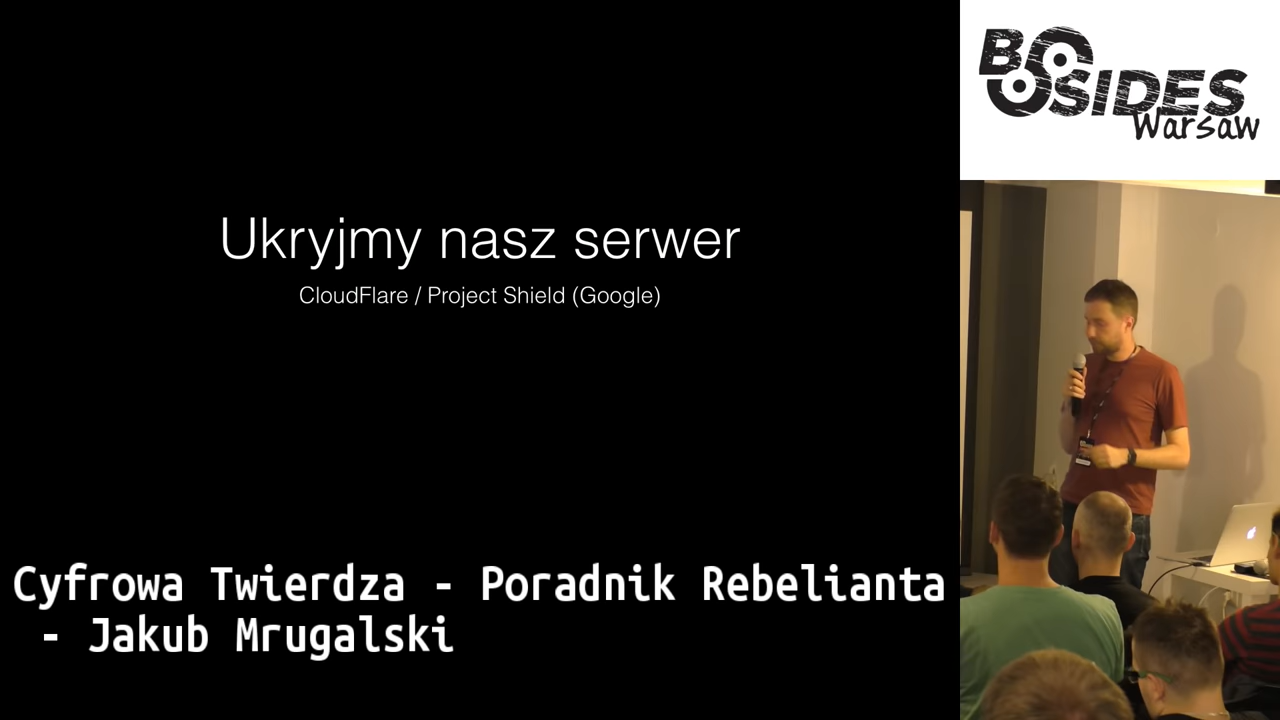 Ukryjmy nasz serwer
CloudFlare / Project Shield (Google)
Cyfrowa Twierdza - Poradnik Rebelianta
- Jakub Mrugalski
BSIDES
Warsaw